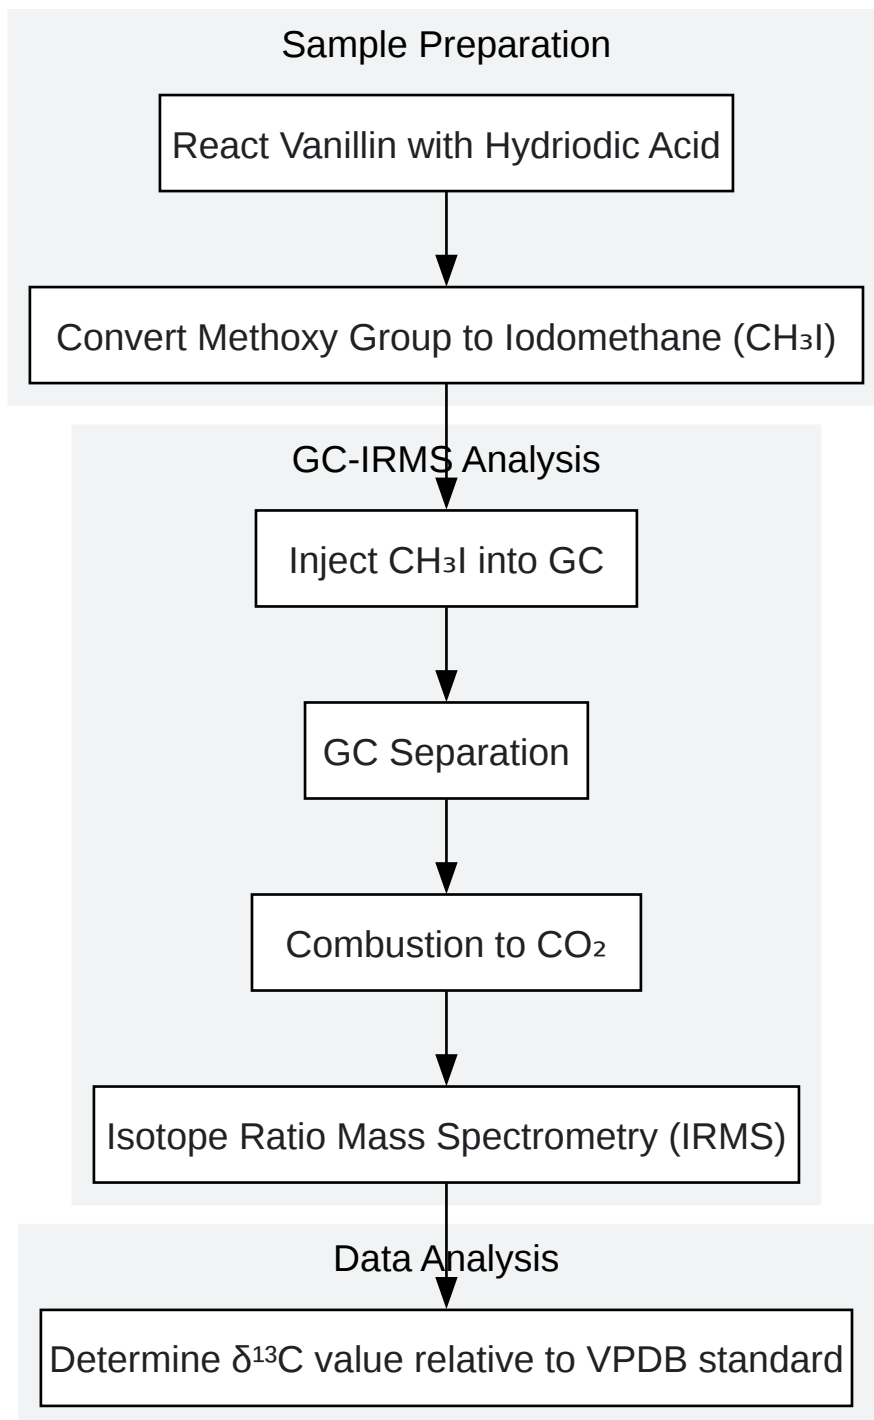 Sample Preparation
React Vanillin with Hydriodic Acid
Convert Methoxy Group to Iodomethane (CH₃I)
GC-IRMS Analysis
Inject CH₃I into GC
GC Separation
Combustion to CO₂
Isotope Ratio Mass Spectrometry (IRMS)
Data Analysis
Determine δ¹³C value relative to VPDB standard